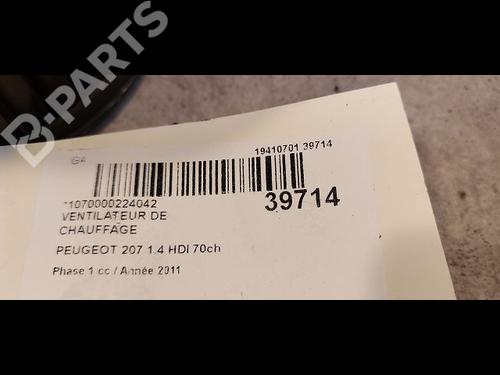 B-PARTS
G4
19410701 39714
*1070000224042
39714
VENTILATEUR DE
CHAUFFAGE
PEUGEOT 207 1.4 HDI 70ch
Phase 1 cc / Année 2011